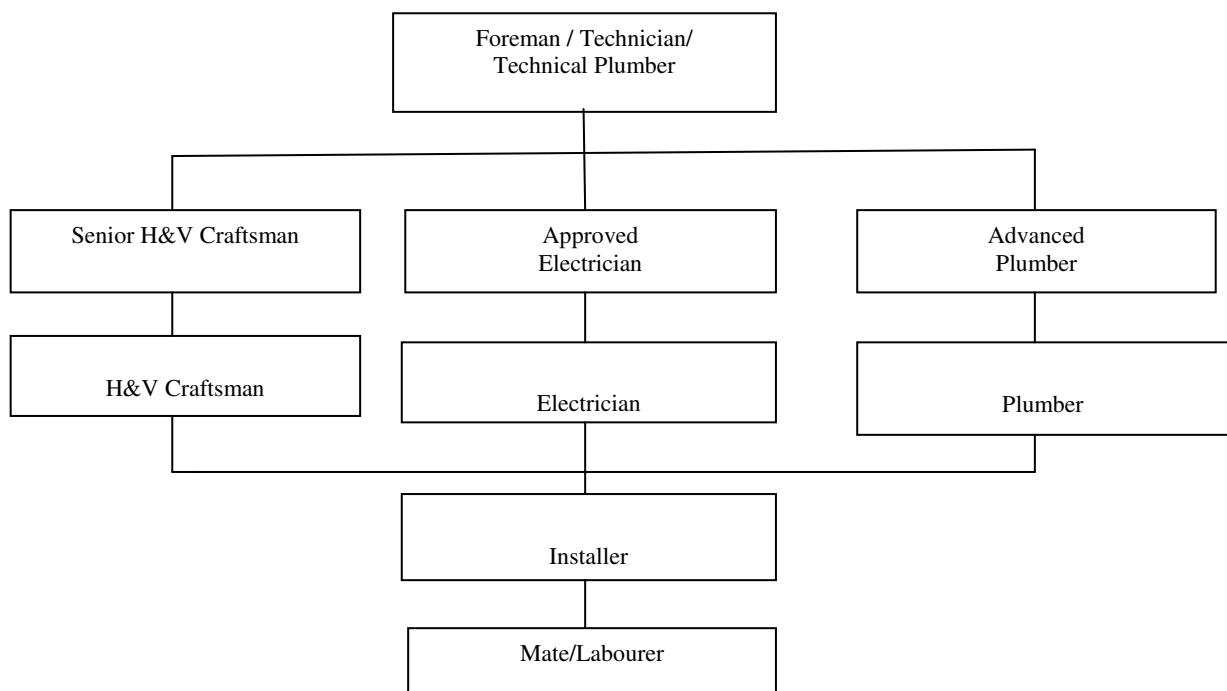 Foreman / Technician/
Technical Plumber
Senior H&V Craftsman
Approved
Electrician
Advanced
Plumber
H&V Craftsman
Electrician
Plumber
Installer
Mate/Labourer